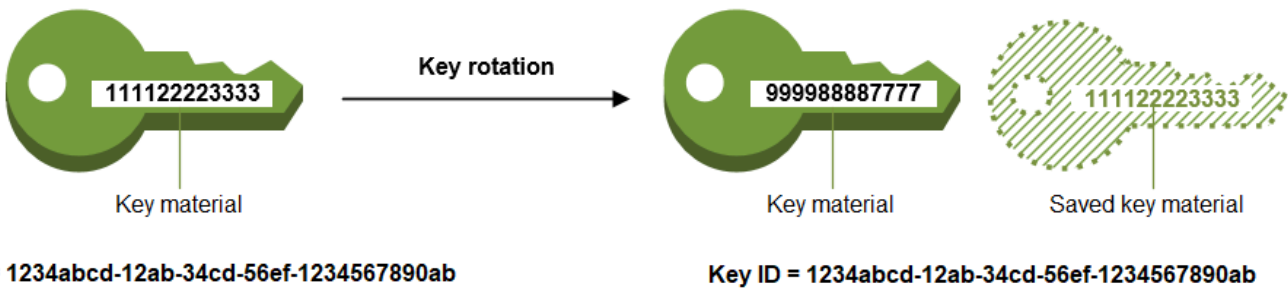 Key rotation
111122223333
999988887777
111122223333
Key material
Key material
Saved key material
1234abcd-12ab-34cd-56ef-1234567890ab
Key ID = 1234abcd-12ab-34cd-56ef-1234567890ab